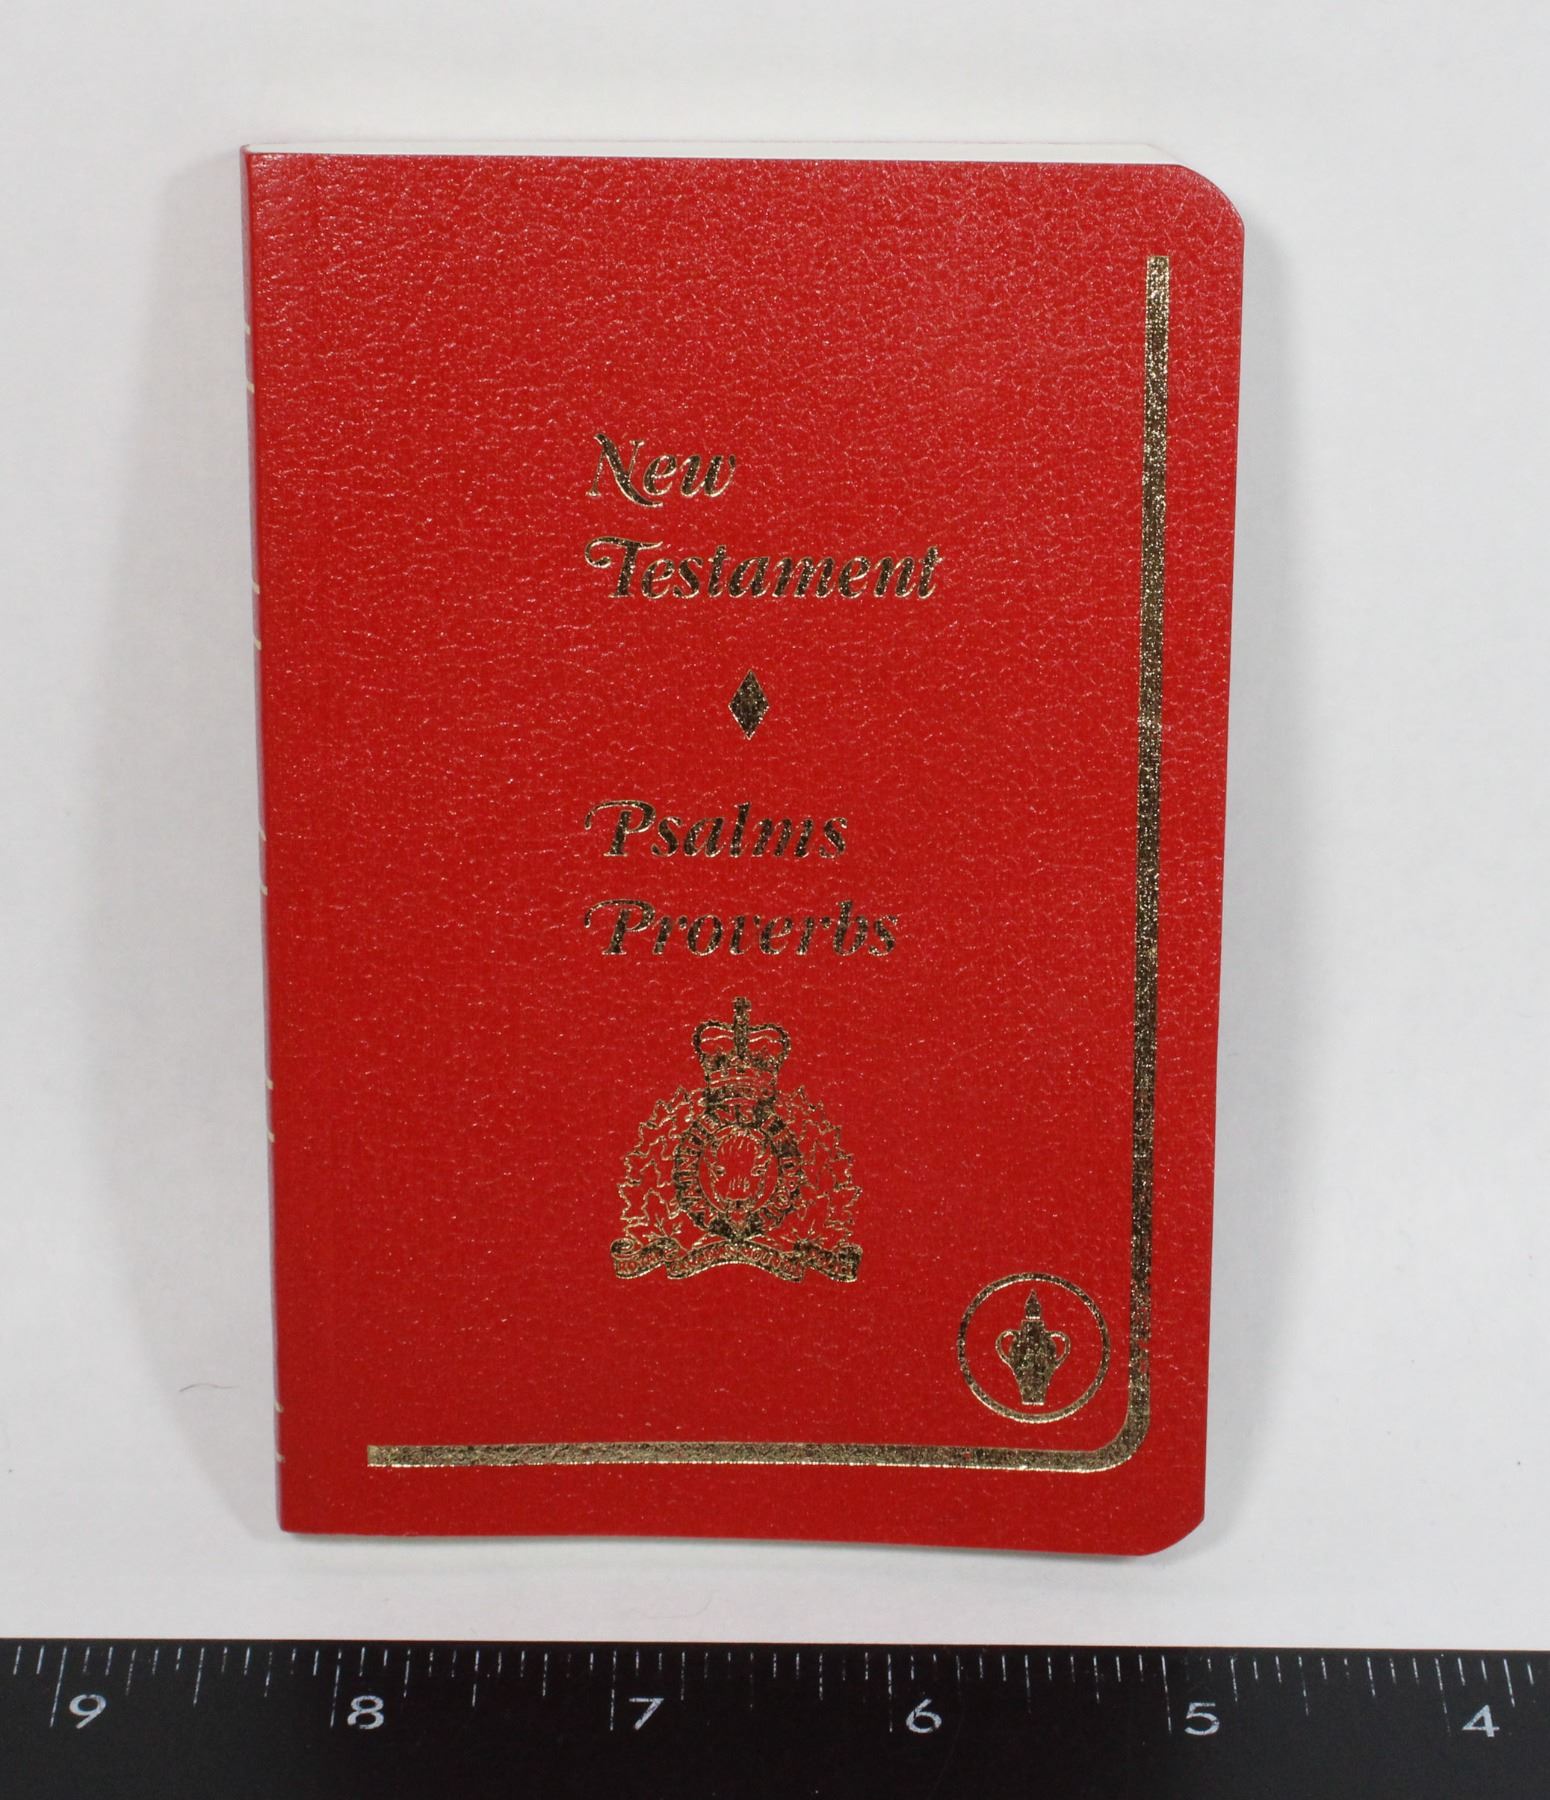 New
Testament
Psalms
Proverbs
9 8 7 6 5 4